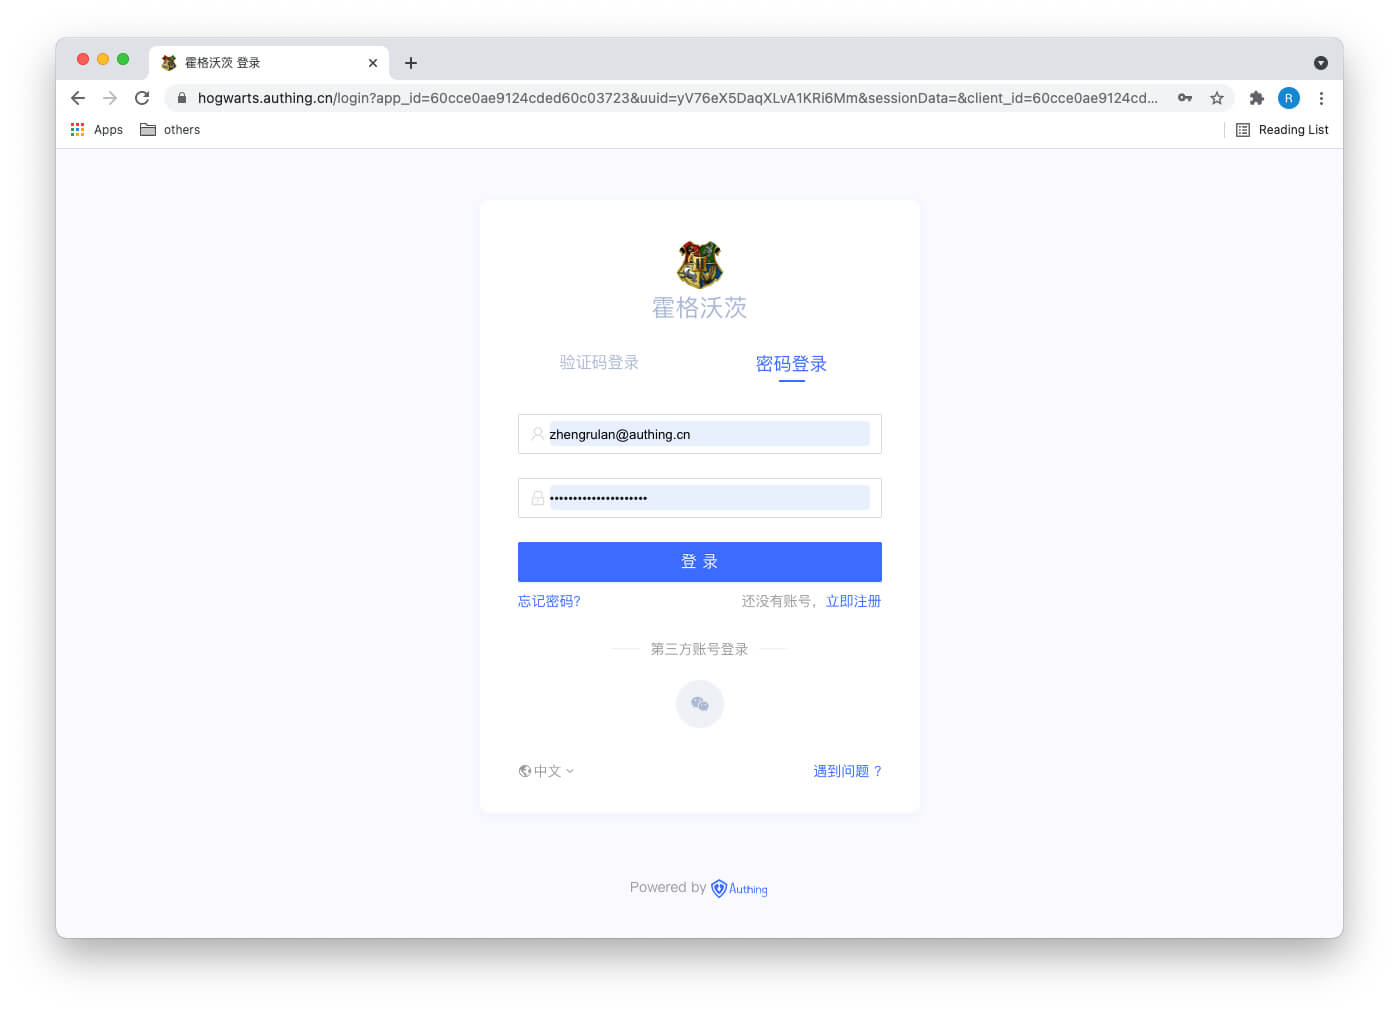 霍格沃茨 登录
hogwarts.authing.cn/login?app_id=60cce0ae9124cded60c03723&uuid=yV76eX5DaqXLvA1KRi6Mm&sessionData=&client_id=60cce0ae9124cd...
R
Apps others Reading List
霍格沃茨
验证码登录 密码登录
zhengrulan@authing.cn
•••••••••••••••••••••
登 录
忘记密码? 还没有账号，立即注册
第三方账号登录
中文 遇到问题 ?
Powered by Authing